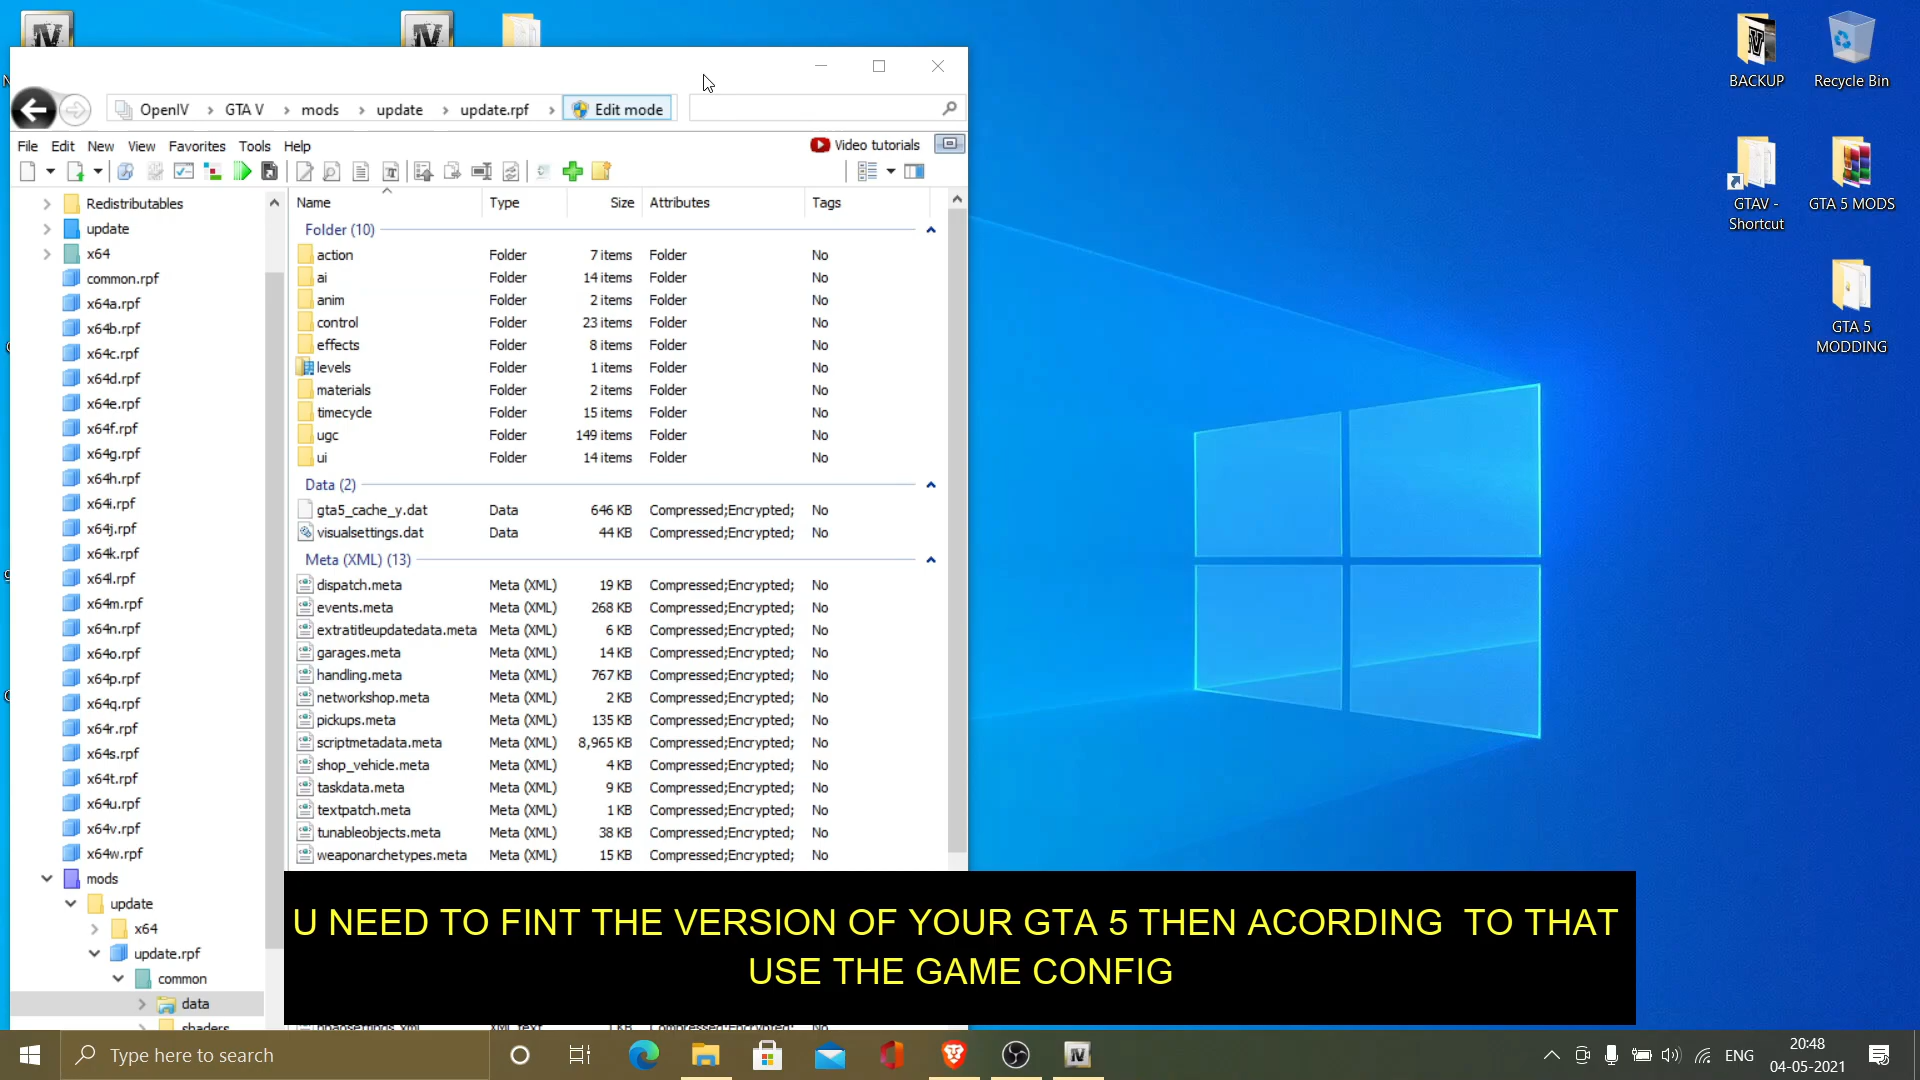 BACKUP
Recycle Bin
GTAV - Shortcut
GTA 5 MODS
GTA 5 MODDING
OpenIV > GTA V > mods > update > update.rpf > Edit mode
File Edit New View Favorites Tools Help
Video tutorials
Redistributables
update
x64
common.rpf
x64a.rpf
x64b.rpf
x64c.rpf
x64d.rpf
x64e.rpf
x64f.rpf
x64g.rpf
x64h.rpf
x64i.rpf
x64j.rpf
x64k.rpf
x64l.rpf
x64m.rpf
x64n.rpf
x64o.rpf
x64p.rpf
x64q.rpf
x64r.rpf
x64s.rpf
x64t.rpf
x64u.rpf
x64v.rpf
x64w.rpf
mods
update
x64
update.rpf
common
data
shaders
Name Type Size Attributes Tags
Folder (10)
action Folder 7 items Folder No
ai Folder 14 items Folder No
anim Folder 2 items Folder No
control Folder 23 items Folder No
effects Folder 8 items Folder No
levels Folder 1 items Folder No
materials Folder 2 items Folder No
timecycle Folder 15 items Folder No
ugc Folder 149 items Folder No
ui Folder 14 items Folder No
Data (2)
gta5_cache_y.dat Data 646 KB Compressed;Encrypted; No
visualsettings.dat Data 44 KB Compressed;Encrypted; No
Meta (XML) (13)
dispatch.meta Meta (XML) 19 KB Compressed;Encrypted; No
events.meta Meta (XML) 268 KB Compressed;Encrypted; No
extratitleupdatedata.meta Meta (XML) 6 KB Compressed;Encrypted; No
garages.meta Meta (XML) 14 KB Compressed;Encrypted; No
handling.meta Meta (XML) 767 KB Compressed;Encrypted; No
networkshop.meta Meta (XML) 2 KB Compressed;Encrypted; No
pickups.meta Meta (XML) 135 KB Compressed;Encrypted; No
scriptmetadata.meta Meta (XML) 8,965 KB Compressed;Encrypted; No
shop_vehicle.meta Meta (XML) 4 KB Compressed;Encrypted; No
taskdata.meta Meta (XML) 9 KB Compressed;Encrypted; No
textpatch.meta Meta (XML) 1 KB Compressed;Encrypted; No
tunableobjects.meta Meta (XML) 38 KB Compressed;Encrypted; No
weaponarchetypes.meta Meta (XML) 15 KB Compressed;Encrypted; No
U NEED TO FINT THE VERSION OF YOUR GTA 5 THEN ACORDING TO THAT
USE THE GAME CONFIG
Type here to search
ENG
20:48
04-05-2021